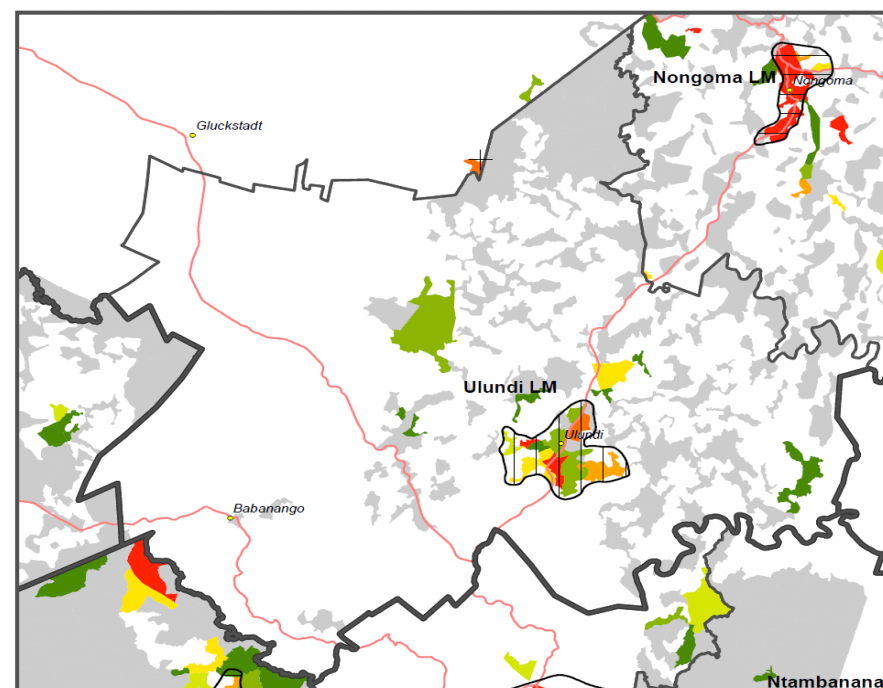 Nongoma LM
Nongoma
Gluckstadt
Ulundi LM
Ulundi
Babanango
Ntambanana